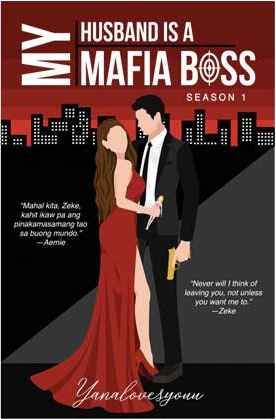 MY
HUSBAND IS A
MAFIA BOSS
SEASON 1
"Mahal kita, Zeke,
kahit ikaw pa ang
pinakamasamang tao
sa buong mundo."
—Aemie
"Never will I think of
leaving you, not unless
you want me to."
—Zeke
Yanalovesyouu